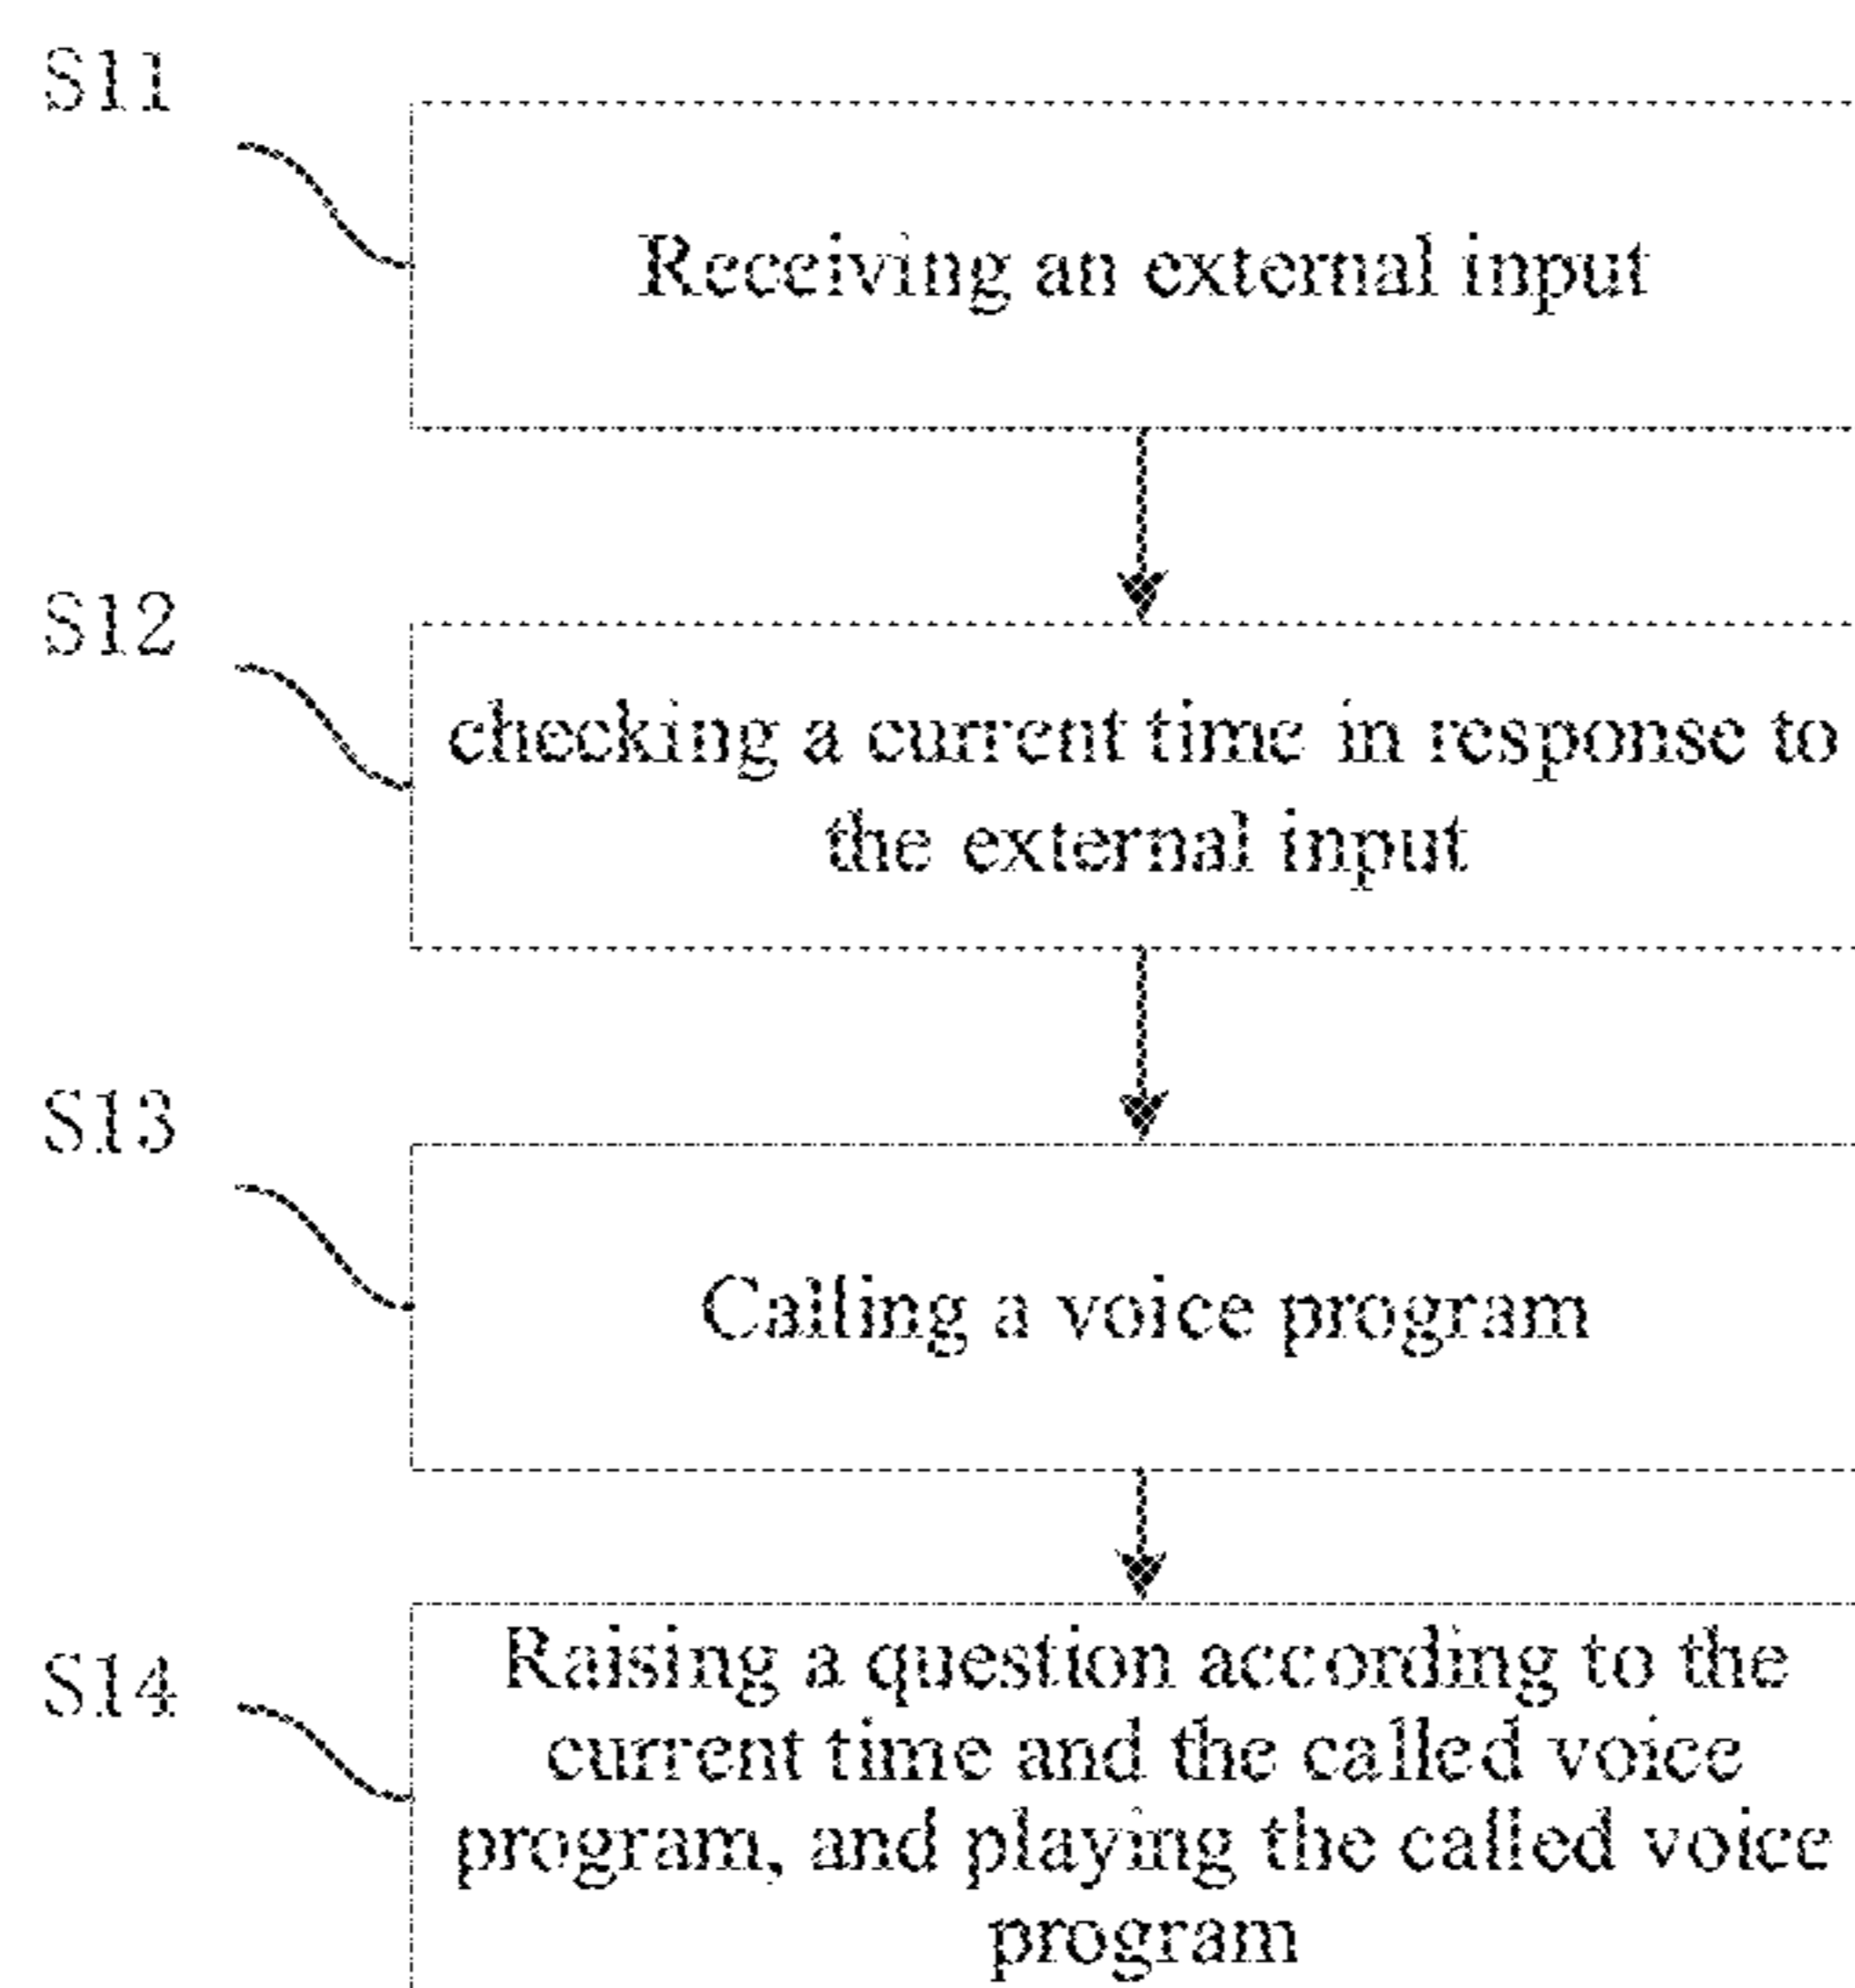 S11
Receiving an external input
S12
checking a current time in response to
the external input
S13
Calling a voice program
S14
Raising a question according to the
current time and the called voice
program, and playing the called voice
program